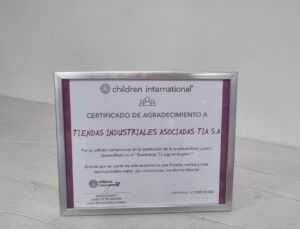 children international®
CERTIFICADO DE AGRADECIMIENTO A
TIENDAS INDUSTRIALES ASOCIADAS TIA S.A
Por su valioso compromiso en la promoción de la empleabilidad juvenil
desarrollado en el "Bootcamp: Tu siguiente paso."
Gracias por ser parte de esta experiencia que impulsa sueños y crea
oportunidades reales. ¡Su compromiso transforma futuros!
children
international